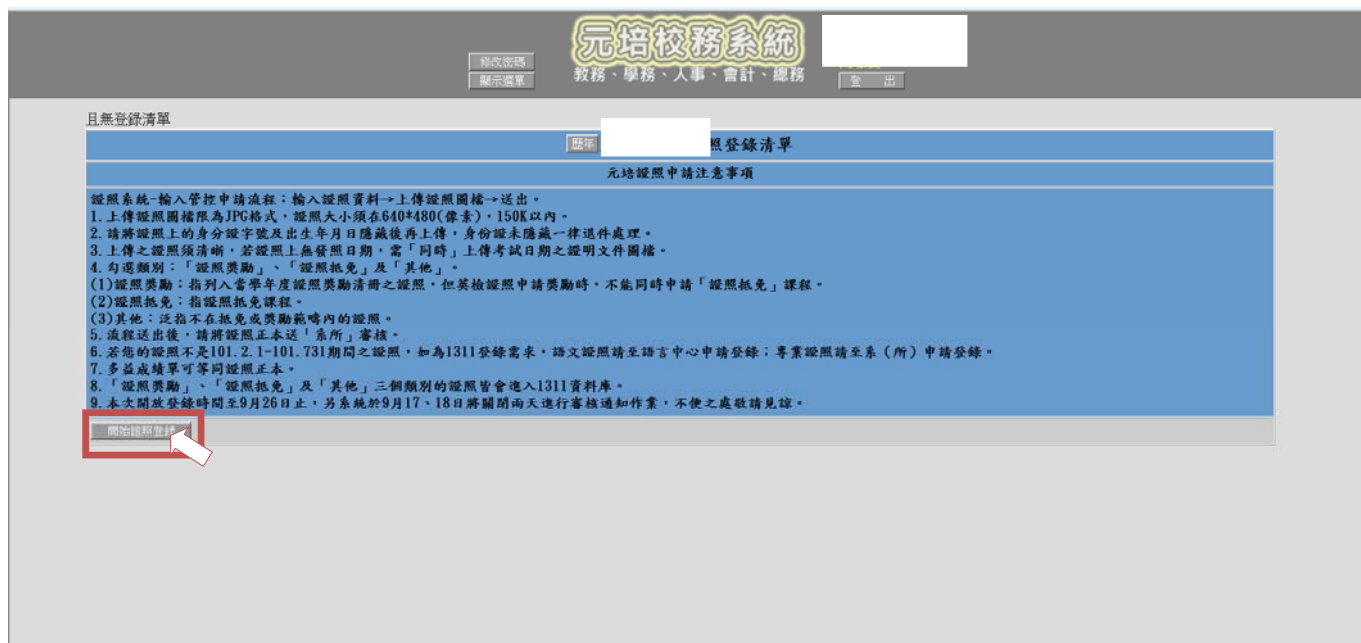 元培校務系統
修改密碼
顯示選單
教務、學務、人事、會計、總務
登 出
且無登錄清單
歷年
照登錄清單
元培證照申請注意事項
證照系統-輸入管控申請流程：輸入證照資料→上傳證照圖檔→送出。
1.上傳證照圖檔限為JPG格式，證照大小須在640*480(像素)，150K以內。
2.請將證照上的身分證字號及出生年月日隱藏後再上傳，身份證未隱藏一律退件處理。
3.上傳之證照須清晰，若證照上無發照日期，需「同時」上傳考試日期之證明文件圖檔。
4.勾選類別：「證照獎勵」、「證照抵免」及「其他」。
(1)證照獎勵：指列入當學年度證照獎勵清冊之證照，但英檢證照申請獎勵時，不能同時申請「證照抵免」課程。
(2)證照抵免：指證照抵免課程。
(3)其他：泛指不在抵免或獎勵範疇內的證照。
5.流程送出後，請將證照正本送「系所」審核。
6.若您的證照不是101.2.1-101.731期間之證照，如為1311登錄需求，語文證照請至語言中心申請登錄；專業證照請至系（所）申請登錄。
7.多益成績單可等同證照正本。
8.「證照獎勵」、「證照抵免」及「其他」三個類別的證照皆會進入1311資料庫。
9.本次開放登錄時間至9月26日止，另系統於9月17、18日將關閉兩天進行審核通知作業，不便之處敬請見諒。
開始證照登錄